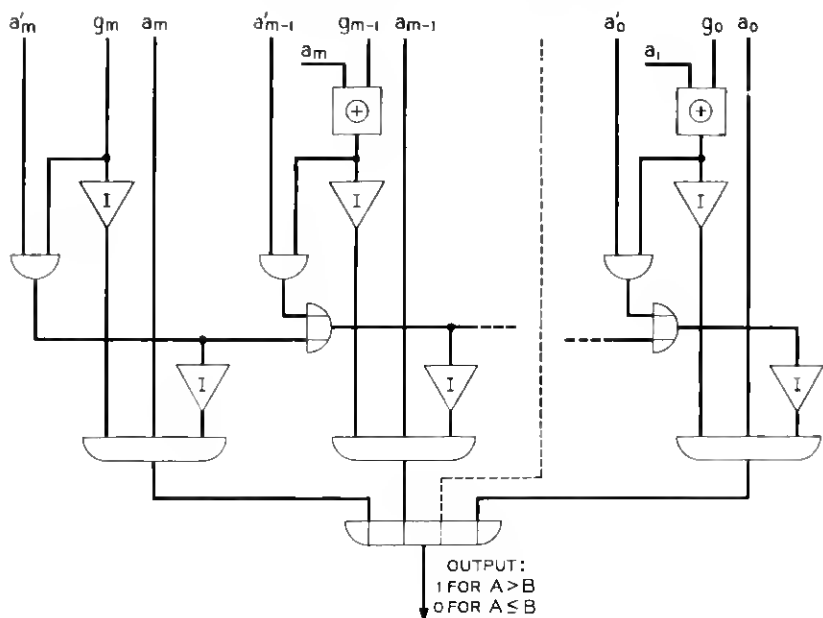 a′m gm am a′m-1 gm-1 am-1 a′0 g0 a0
am a1
+ +
I I I
I I I
OUTPUT:
1 FOR A > B
0 FOR A ≤ B